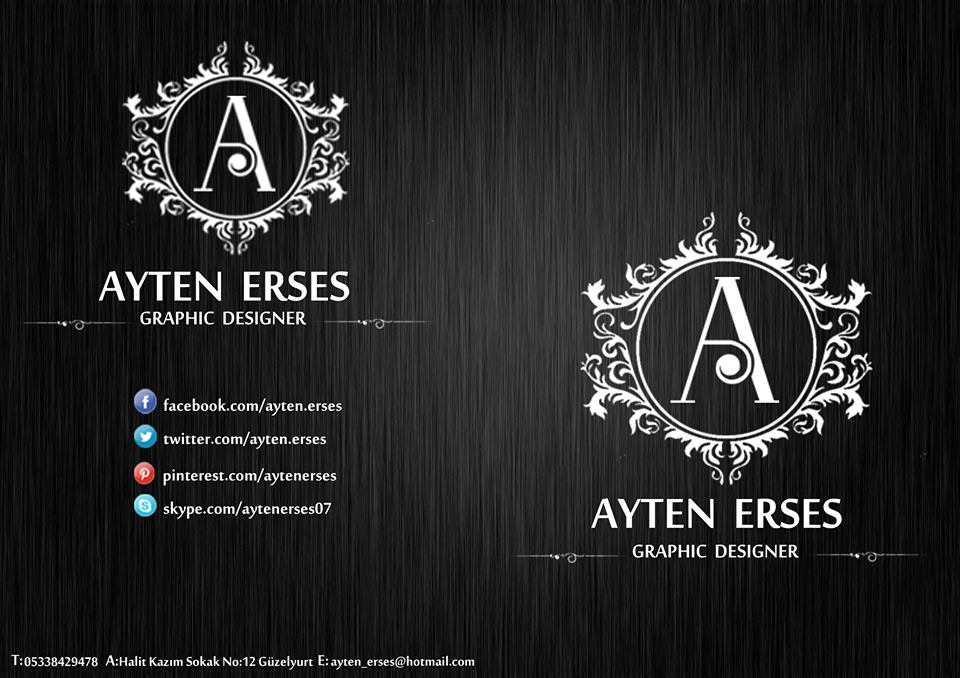 A
AYTEN ERSES
GRAPHIC DESIGNER
facebook.com/ayten.erses
twitter.com/ayten.erses
pinterest.com/aytenerses
skype.com/aytenerses07
T:05338429478 A:Halit Kazım Sokak No:12 Güzelyurt E:ayten_erses@hotmail.com
A
AYTEN ERSES
GRAPHIC DESIGNER